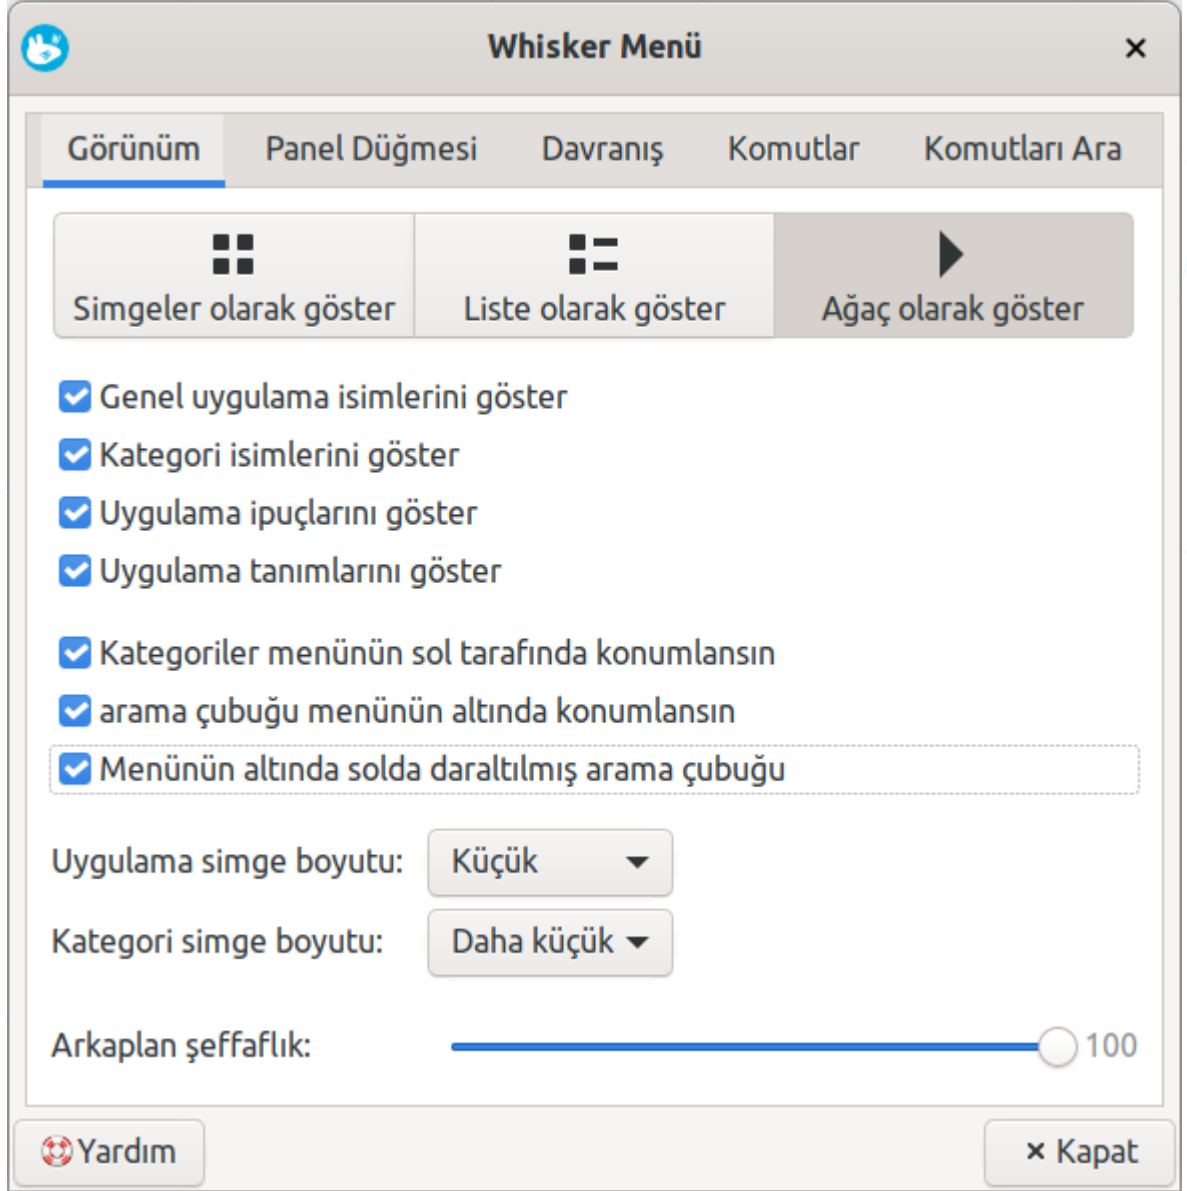 Whisker Menü
Görünüm Panel Düğmesi Davranış Komutlar Komutları Ara
Simgeler olarak göster Liste olarak göster Ağaç olarak göster
Genel uygulama isimlerini göster
Kategori isimlerini göster
Uygulama ipuçlarını göster
Uygulama tanımlarını göster
Kategoriler menünün sol tarafında konumlansın
arama çubuğu menünün altında konumlansın
Menünün altında solda daraltılmış arama çubuğu
Uygulama simge boyutu: Küçük
Kategori simge boyutu: Daha küçük
Arkaplan şeffaflık: 100
Yardım Kapat